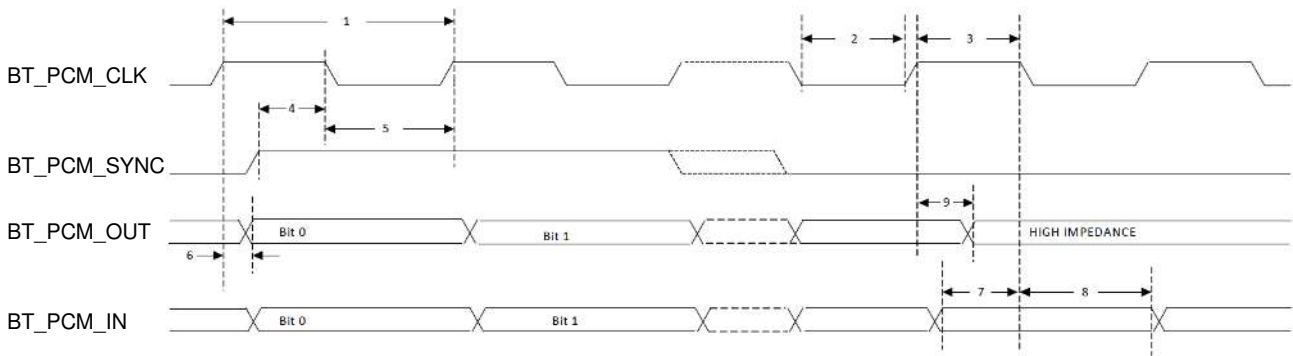 1
2
3
BT_PCM_CLK
4
5
BT_PCM_SYNC
9
BT_PCM_OUT
Bit 0
Bit 1
HIGH IMPEDANCE
6
7
8
BT_PCM_IN
Bit 0
Bit 1